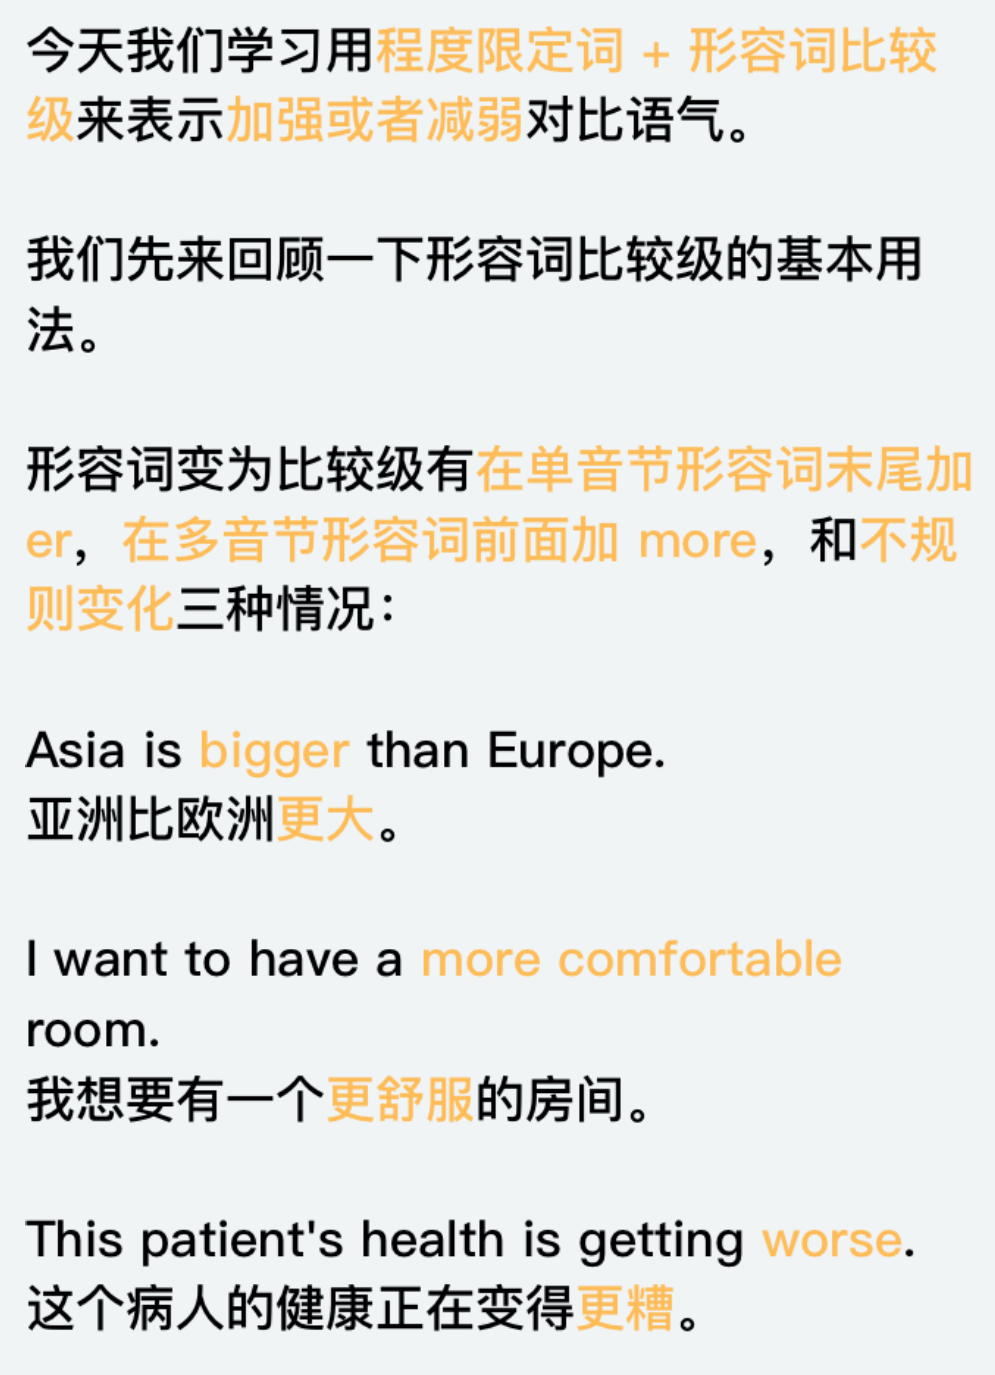 今天我们学习用程度限定词 + 形容词比较
级来表示加强或者减弱对比语气。
我们先来回顾一下形容词比较级的基本用
法。
形容词变为比较级有在单音节形容词末尾加
er，在多音节形容词前面加 more，和不规
则变化三种情况：
Asia is bigger than Europe.
亚洲比欧洲更大。
I want to have a more comfortable
room.
我想要有一个更舒服的房间。
This patient's health is getting worse.
这个病人的健康正在变得更糟。